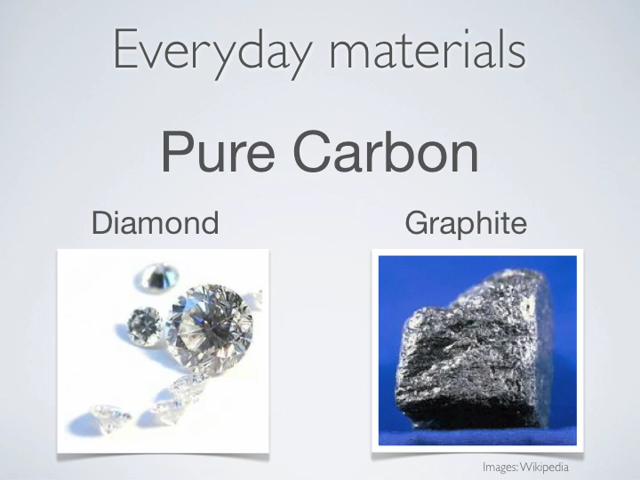 Everyday materials
Pure Carbon
Diamond
Graphite
Images: Wikipedia